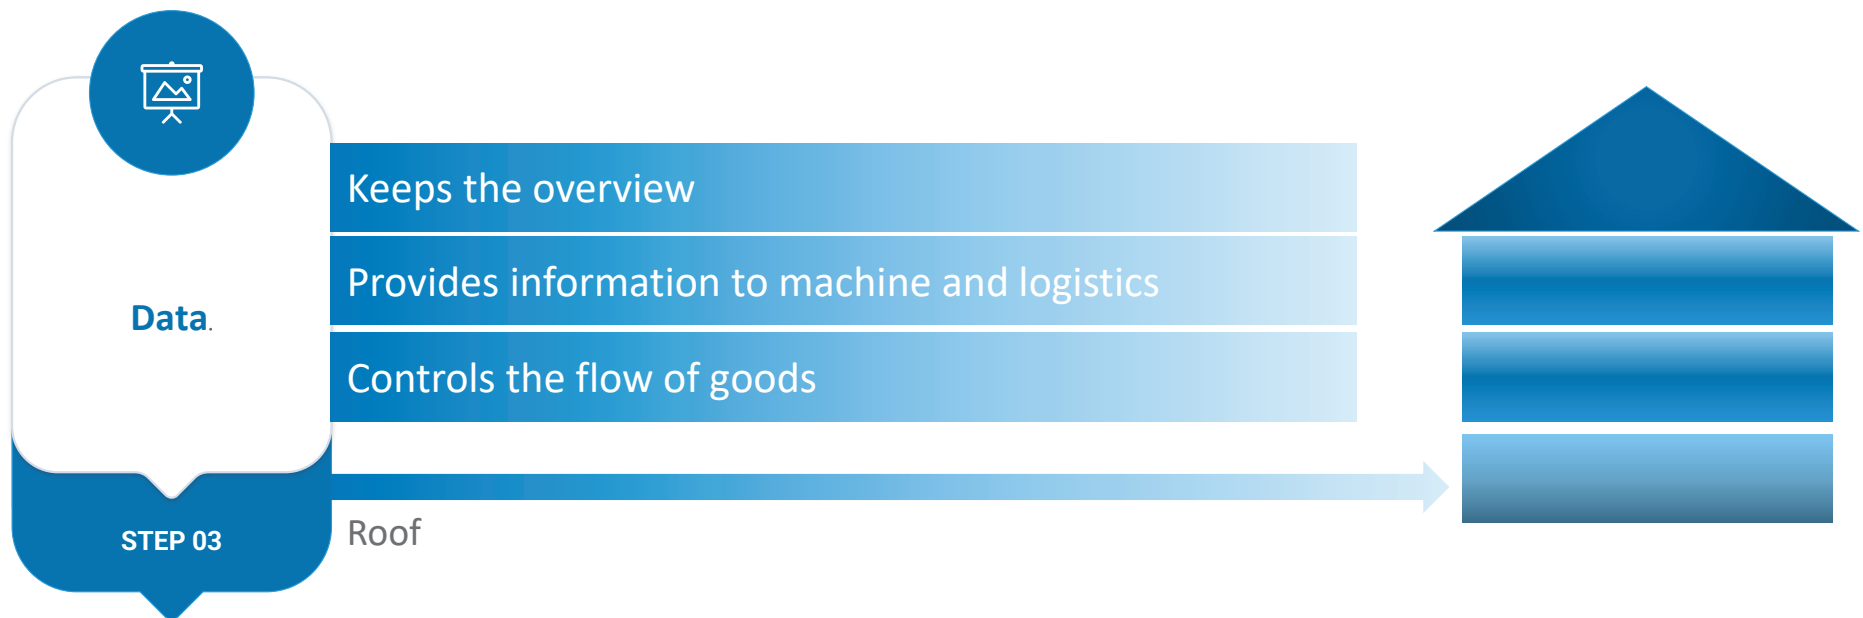 Keeps the overview
Provides information to machine and logistics
Data.
Controls the flow of goods
STEP 03
Roof